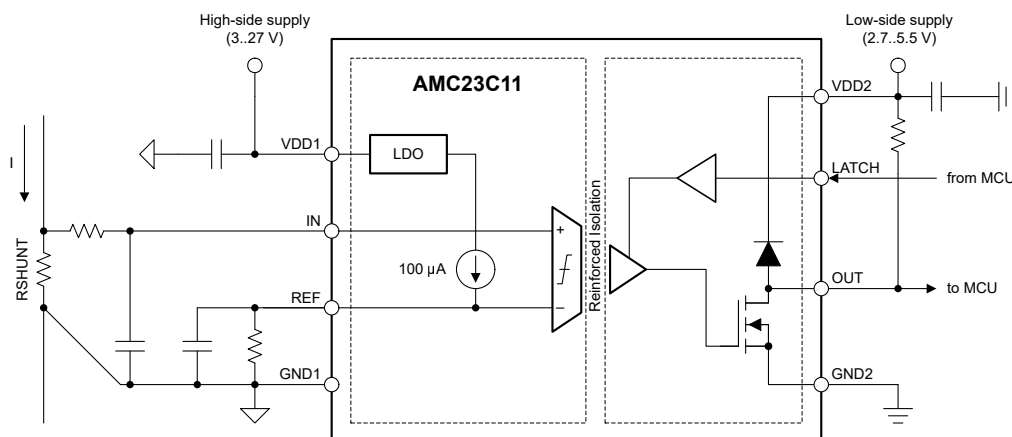 High-side supply
(3..27 V)
Low-side supply
(2.7..5.5 V)
AMC23C11
VDD2
VDD1
LDO
I
LATCH
from MCU
IN
RSHUNT
+
100 µA
Reinforced Isolation
OUT
to MCU
REF
−
GND1
GND2